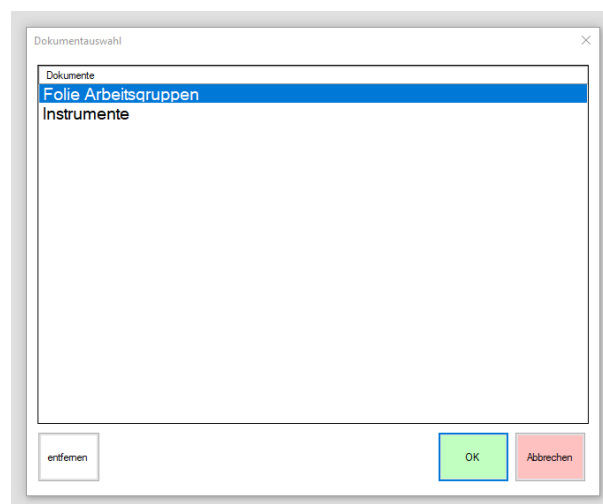 Dokumentauswahl
Dokumente
Folie Arbeitsgruppen
Instrumente
entfernen
OK
Abbrechen